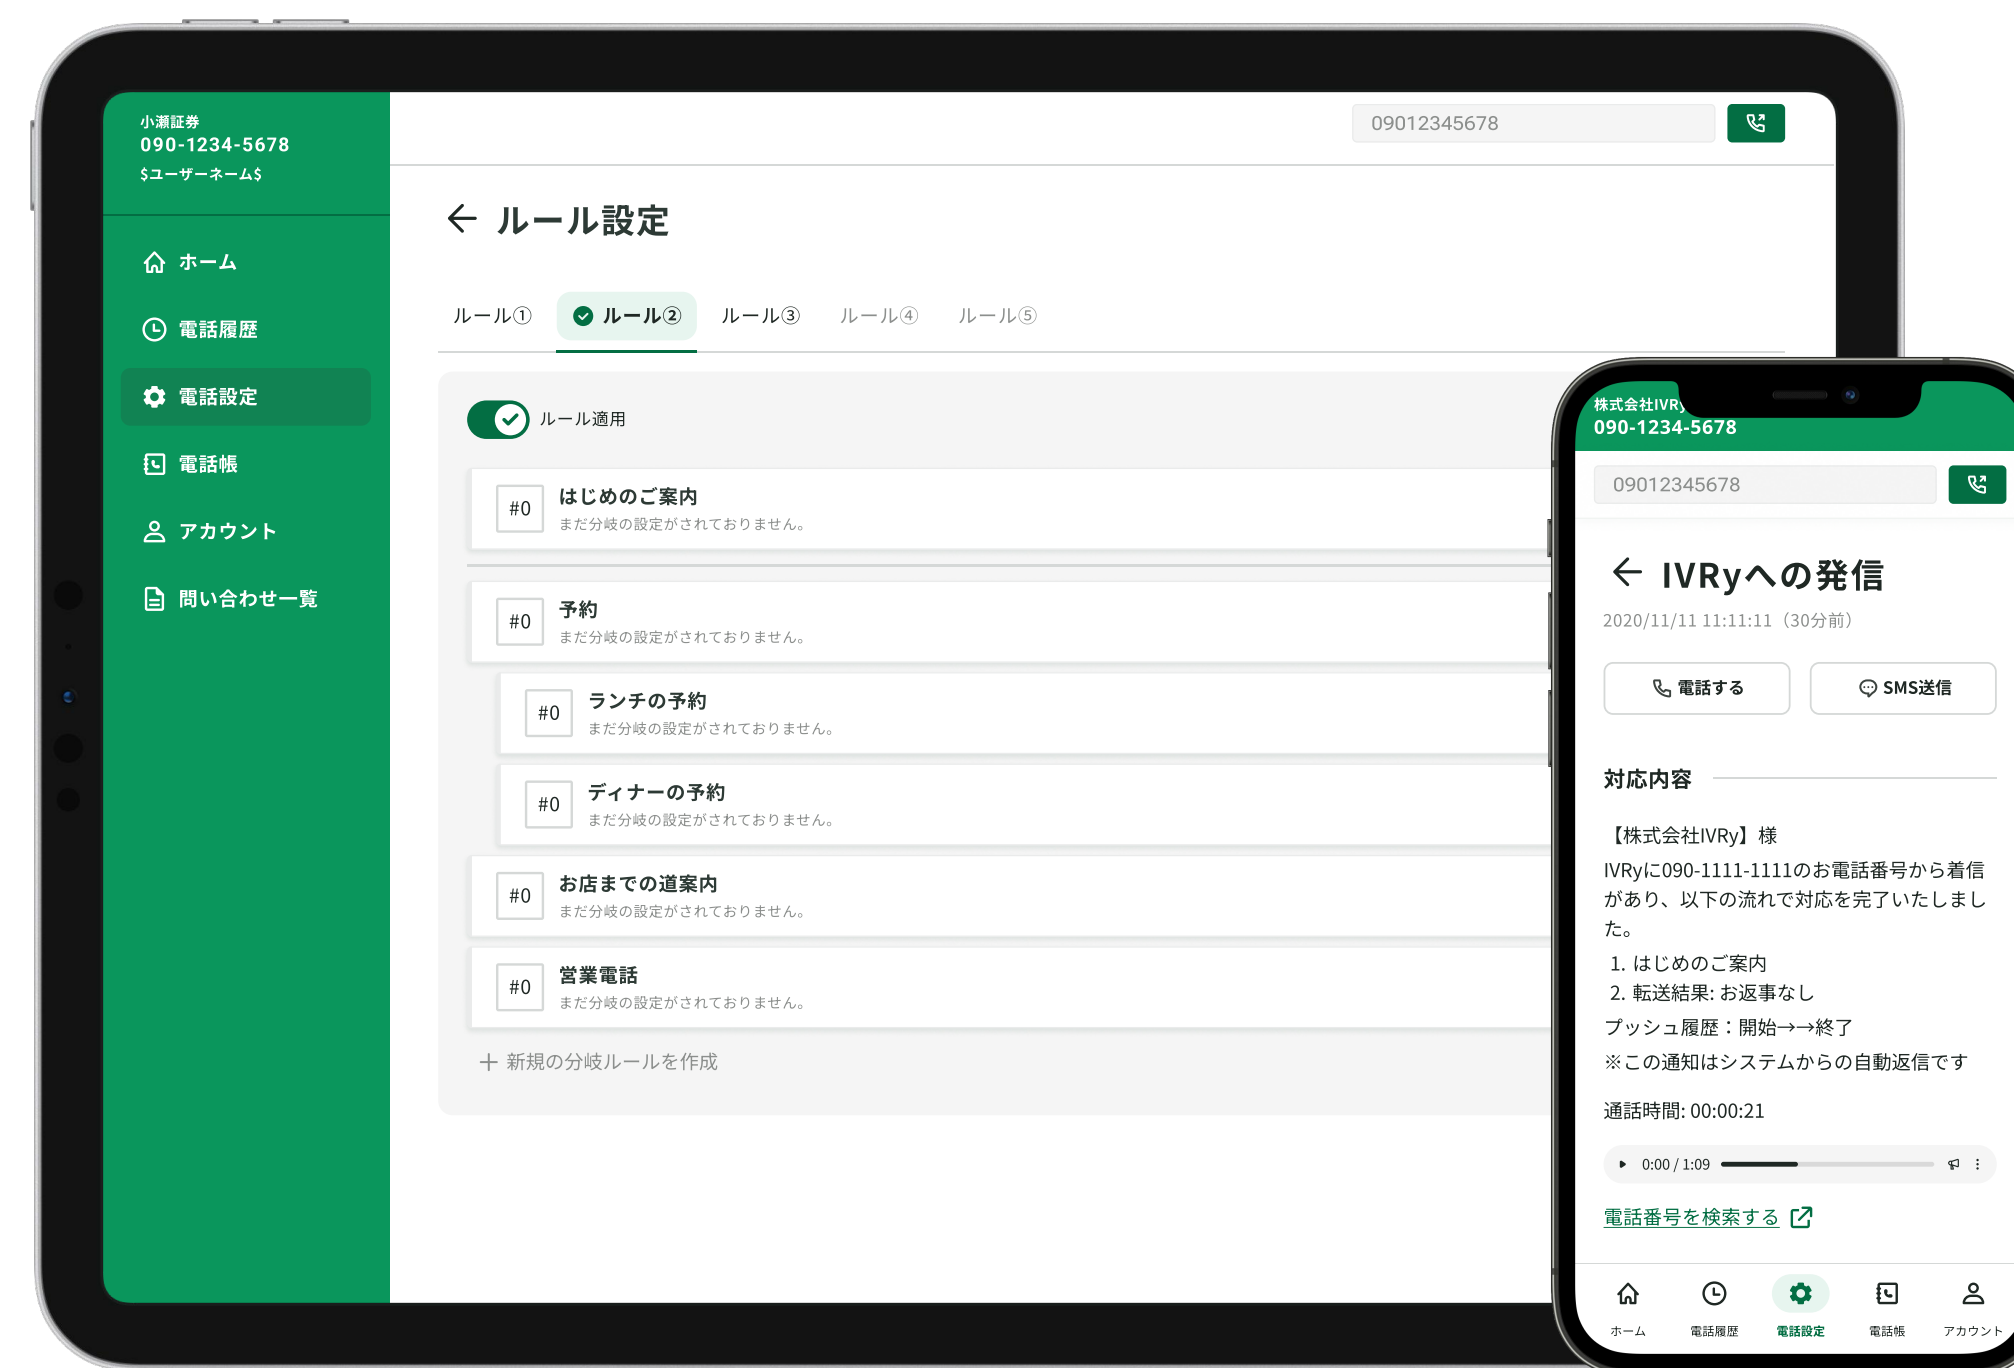 小瀬証券
090-1234-5678
$ユーザーネーム$
ホーム
電話履歴
電話設定
電話帳
アカウント
問い合わせ一覧
09012345678
ルール設定
ルール①
ルール②
ルール③
ルール④
ルール⑤
ルール適用
#0
はじめのご案内
まだ分岐の設定がされておりません。
#0
予約
まだ分岐の設定がされておりません。
#0
ランチの予約
まだ分岐の設定がされておりません。
#0
ディナーの予約
まだ分岐の設定がされておりません。
#0
お店までの道案内
まだ分岐の設定がされておりません。
#0
営業電話
まだ分岐の設定がされておりません。
＋ 新規の分岐ルールを作成
株式会社IVRy
090-1234-5678
09012345678
IVRyへの発信
2020/11/11 11:11:11（30分前）
電話する
SMS送信
対応内容
【株式会社IVRy】様
IVRyに090-1111-1111のお電話番号から着信
があり、以下の流れで対応を完了いたしまし
た。
1. はじめのご案内
2. 転送結果: お返事なし
プッシュ履歴：開始→→終了
※この通知はシステムからの自動返信です
通話時間: 00:00:21
0:00 / 1:09
電話番号を検索する
ホーム
電話履歴
電話設定
電話帳
アカウント